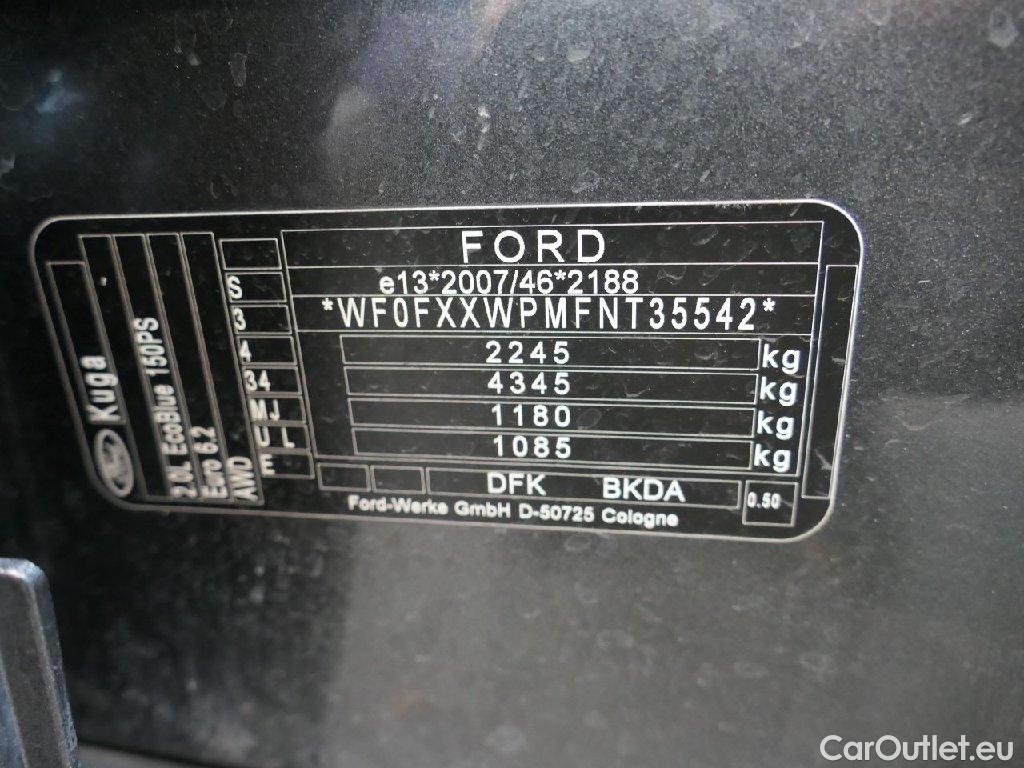 FORD
e13*2007/46*2188
*WF0FXXWPMFNT35542*
2245 kg
4345 kg
1180 kg
1085 kg
DFK BKDA
0.50
Ford-Werke GmbH D-50725 Cologne
Kuga
2.0L EcoBlue 150PS
Euro 6.2
AWD
S
3
4
34
MJ
U L
E
CarOutlet.eu